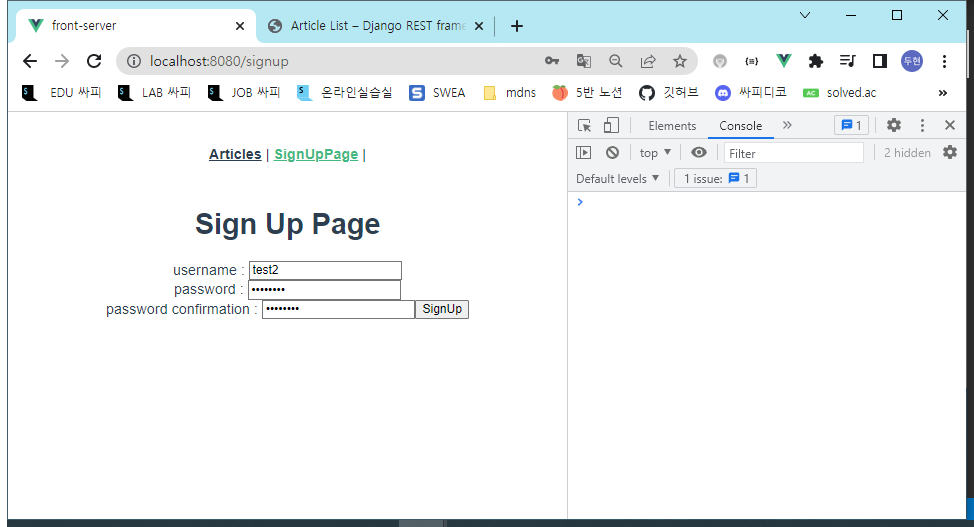 front-server
Article List – Django REST frame
localhost:8080/signup
두현
EDU 싸피
LAB 싸피
JOB 싸피
온라인실습실
SWEA
mdns
5반 노션
깃허브
싸피디코
AC solved.ac
»
Articles | SignUpPage |
Sign Up Page
username : test2
password : ••••••••
password confirmation : •••••••• SignUp
Elements Console » 1
top ▼ Filter 2 hidden
Default levels ▼ 1 issue: 1